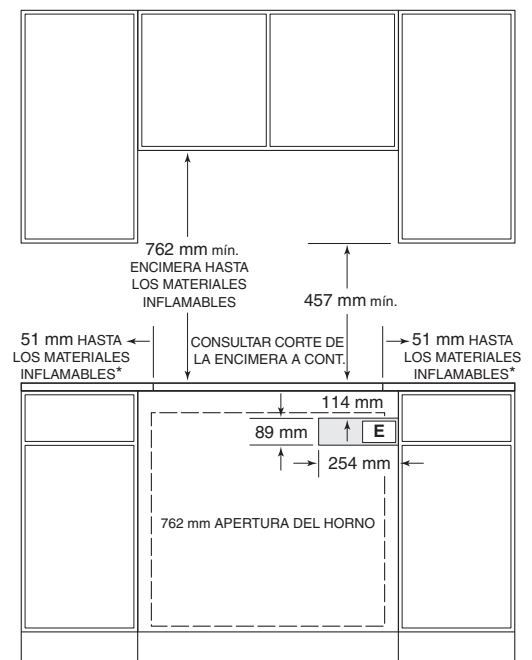 762 mm mín.
ENCIMERA HASTA
LOS MATERIALES
INFLAMABLES
457 mm mín.
51 mm HASTA
LOS MATERIALES
INFLAMABLES*
CONSULTAR CORTE DE
LA ENCIMERA A CONT.
51 mm HASTA
LOS MATERIALES
INFLAMABLES*
114 mm
89 mm
E
254 mm
762 mm APERTURA DEL HORNO